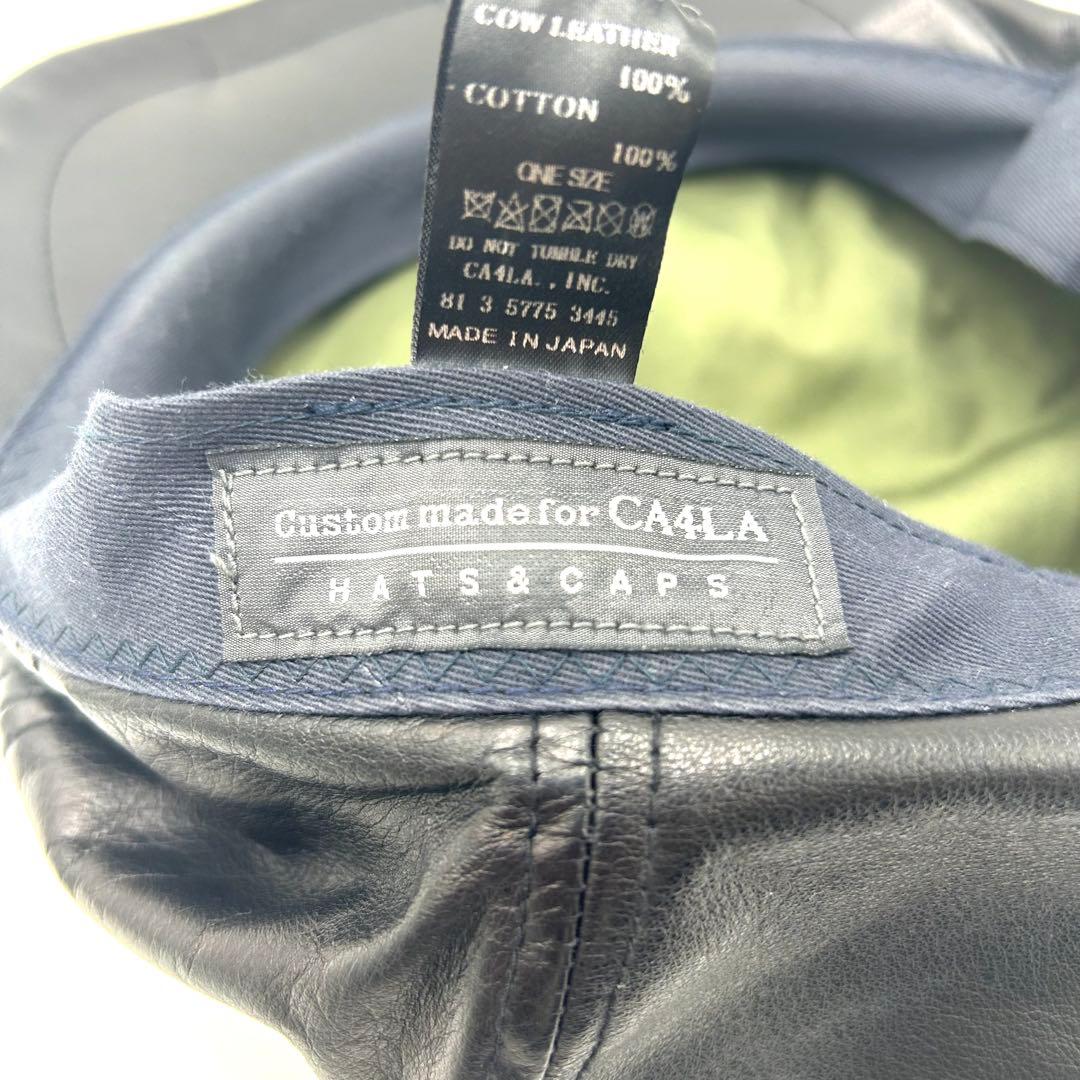 COW LEATHER
100%
COTTON
100%
ONE SIZE
DO NOT TUMBLE DRY
CA4LA.,INC.
81 3 5775 3445
MADE IN JAPAN
Custom made for CA4LA
HATS & CAPS